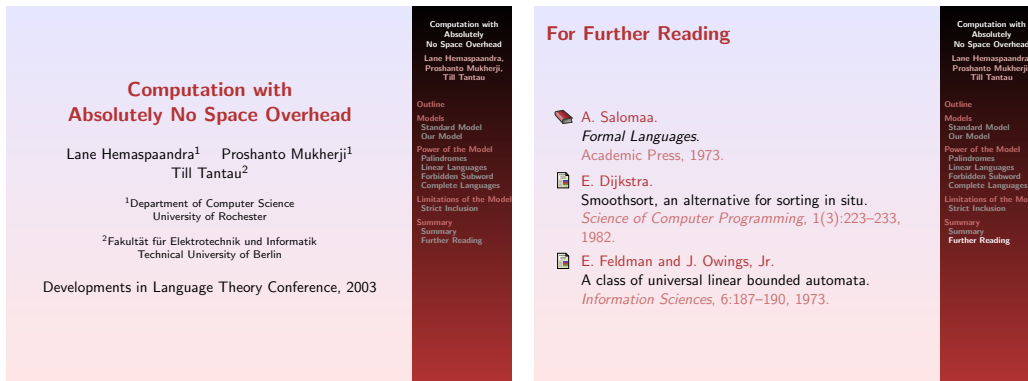 Computation with
Absolutely No Space Overhead
Lane Hemaspaandra1 Proshanto Mukherji1
Till Tantau2
1Department of Computer Science
University of Rochester
2Fakultät für Elektrotechnik und Informatik
Technical University of Berlin
Developments in Language Theory Conference, 2003
Computation with
Absolutely
No Space Overhead
Lane Hemaspaandra,
Proshanto Mukherji,
Till Tantau
Outline
Models
Standard Model
Our Model
Power of the Model
Palindromes
Linear Languages
Forbidden Subword
Complete Languages
Limitations of the Model
Strict Inclusion
Summary
Summary
Further Reading
For Further Reading
A. Salomaa.
Formal Languages.
Academic Press, 1973.
E. Dijkstra.
Smoothsort, an alternative for sorting in situ.
Science of Computer Programming, 1(3):223–233,
1982.
E. Feldman and J. Owings, Jr.
A class of universal linear bounded automata.
Information Sciences, 6:187–190, 1973.
Computation with
Absolutely
No Space Overhead
Lane Hemaspaandra
Proshanto Mukherji
Till Tantau
Outline
Models
Standard Model
Our Model
Power of the Model
Palindromes
Linear Languages
Forbidden Subword
Complete Languages
Limitations of the Mo
Strict Inclusion
Summary
Summary
Further Reading